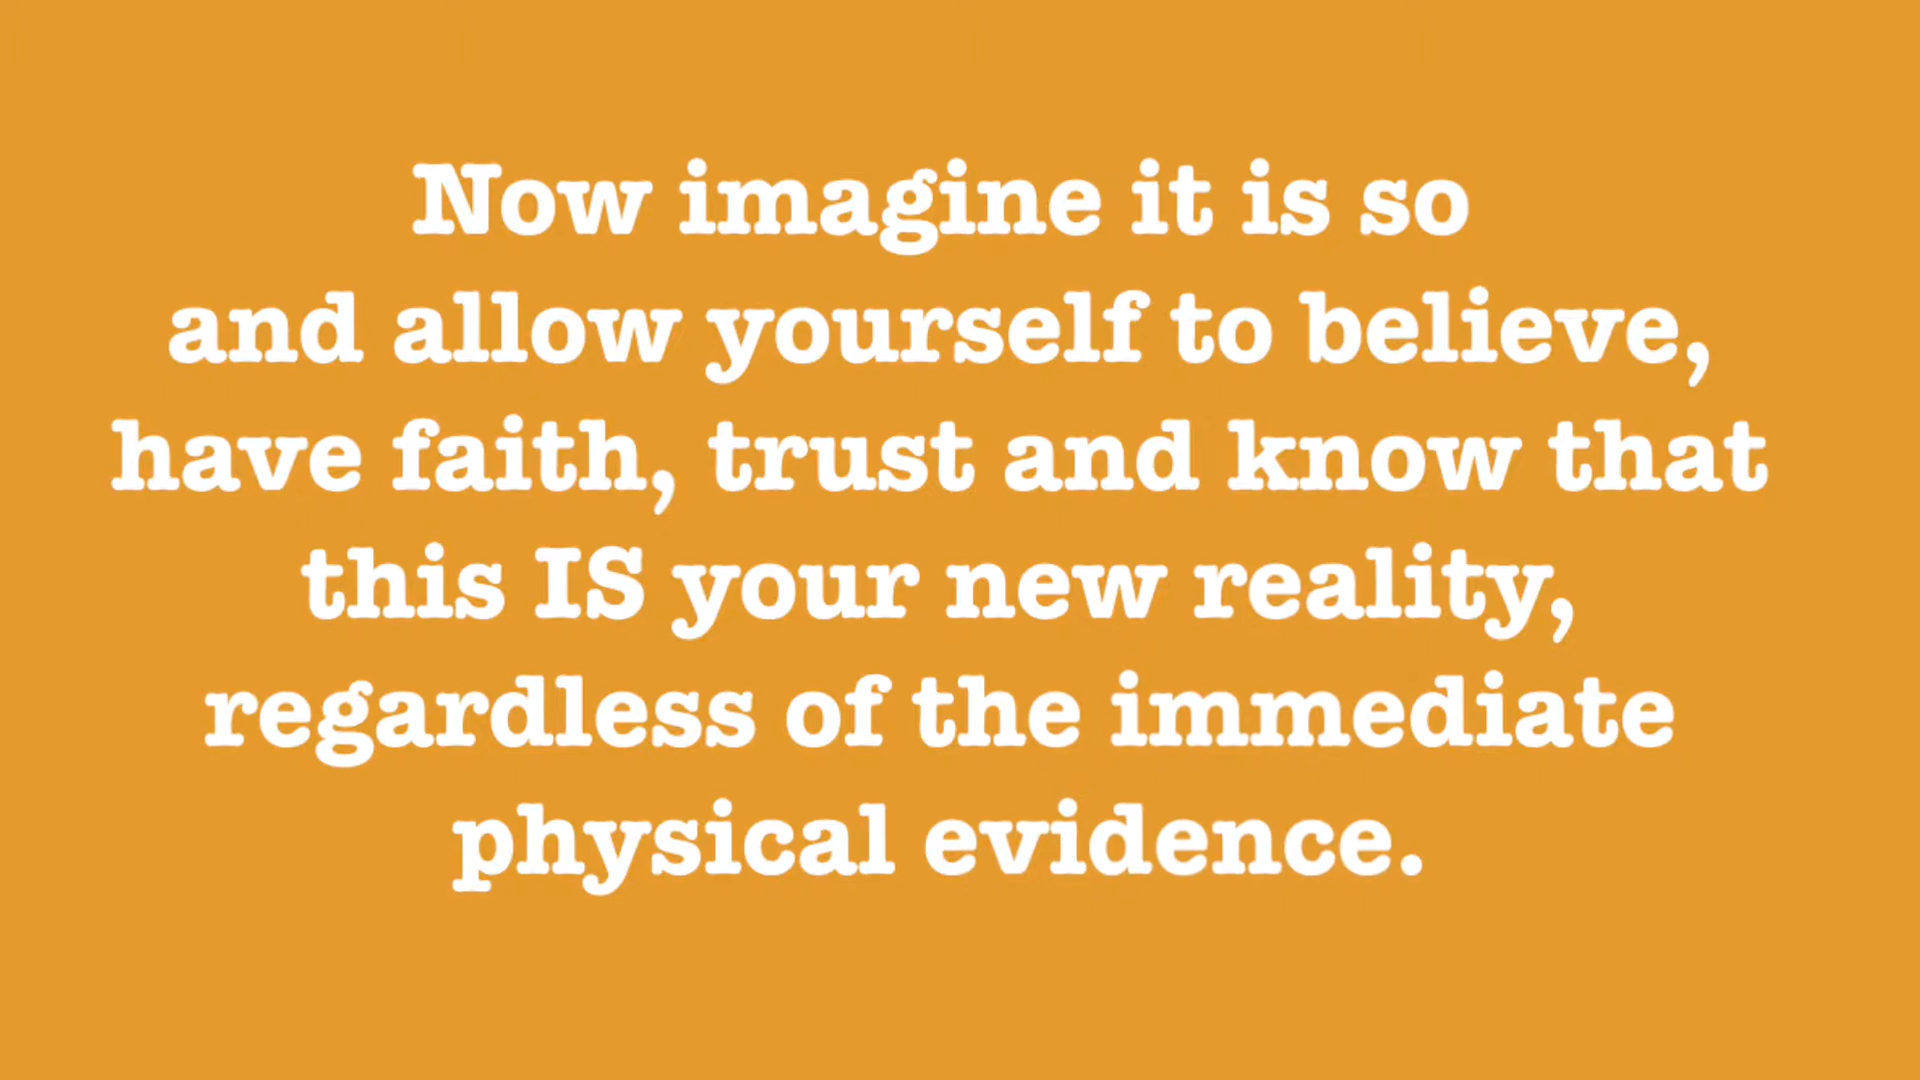 Now imagine it is so
and allow yourself to believe,
have faith, trust and know that
this IS your new reality,
regardless of the immediate
physical evidence.